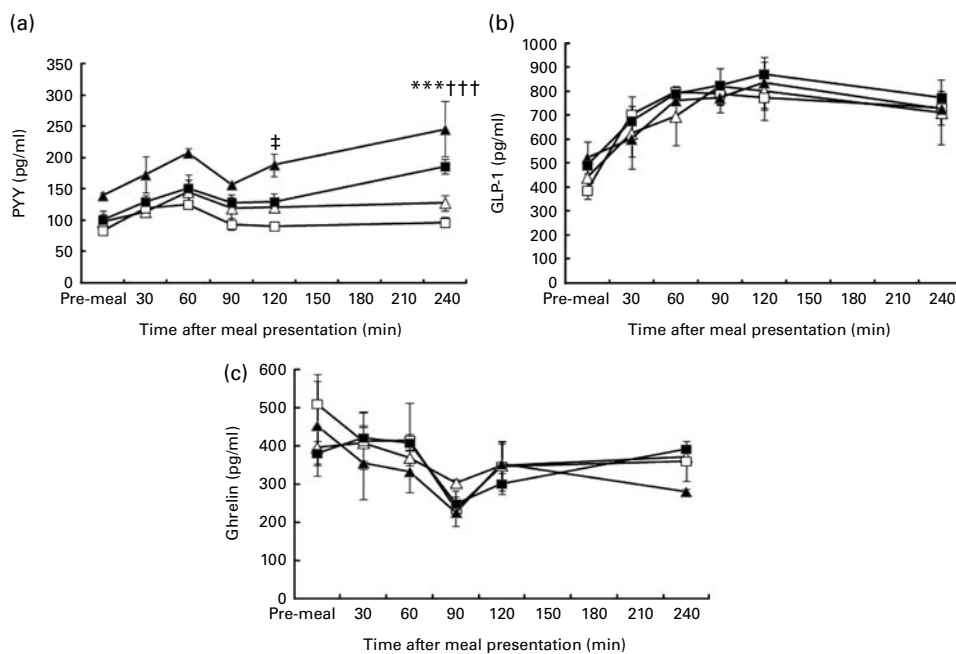 (a)
400
350
300
250
200
150
100
50
0
PYY (pg/ml)
‡
***†††
Pre-meal 30 60 90 120 150 180 210 240
Time after meal presentation (min)
(b)
1000
900
800
700
600
500
400
300
200
100
0
GLP-1 (pg/ml)
Pre-meal 30 60 90 120 150 180 210 240
Time after meal presentation (min)
(c)
600
500
400
300
200
100
0
Ghrelin (pg/ml)
Pre-meal 30 60 90 120 150 180 210 240
Time after meal presentation (min)